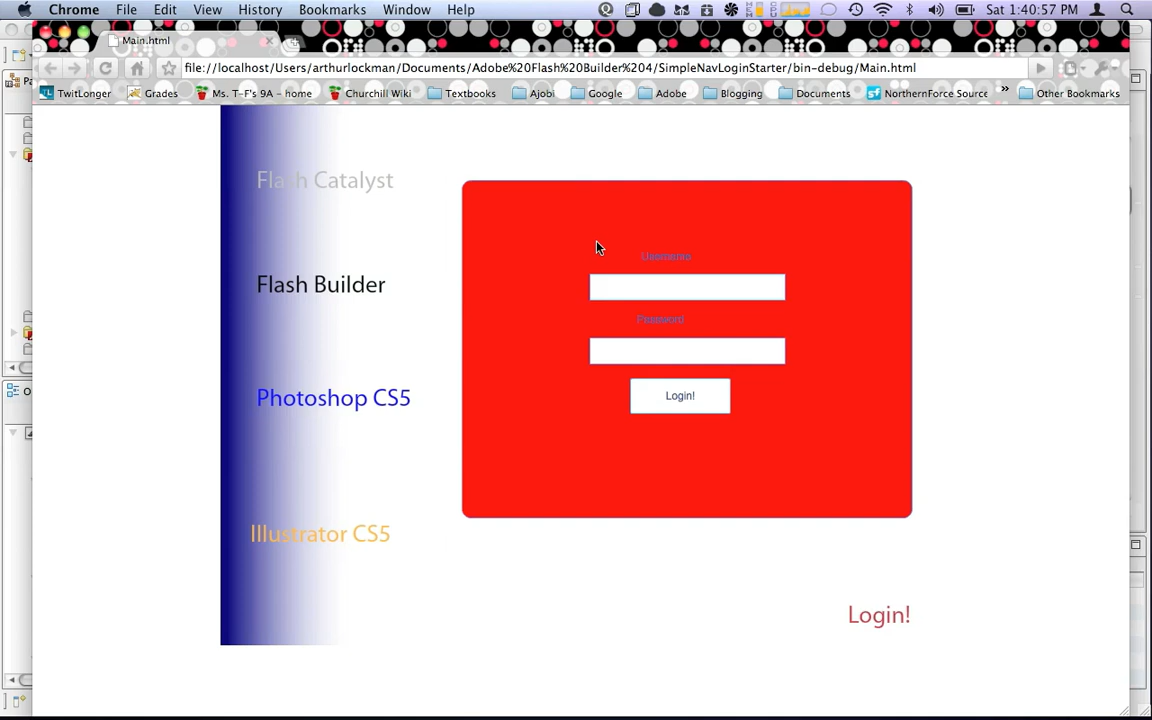 Chrome File Edit View History Bookmarks Window Help Sat 1:40:57 PM
Main.html
file://localhost/Users/arthurlockman/Documents/Adobe%20Flash%20Builder%204/SimpleNavLoginStarter/bin-debug/Main.html
TwitLonger Grades Ms. T-F's 9A - home Churchill Wiki Textbooks Ajobi Google Adobe Blogging Documents NorthernForce Source » Other Bookmarks
Flash Catalyst
Username
Flash Builder
Password
Login!
Photoshop CS5
Illustrator CS5
Login!